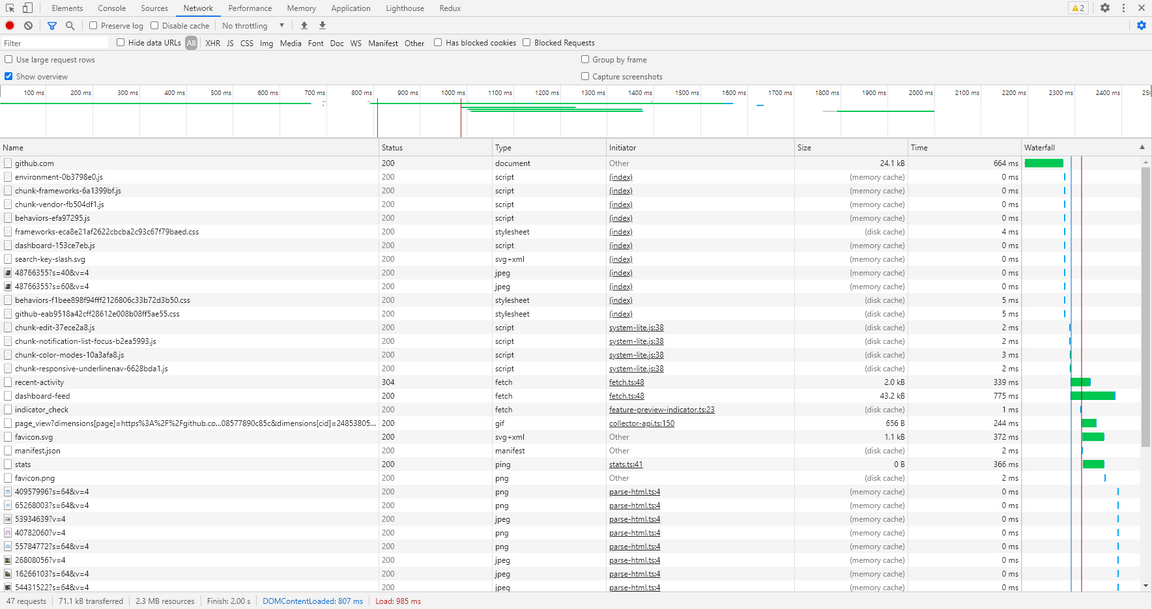 Elements Console Sources Network Performance Memory Application Lighthouse Redux 2
Preserve log Disable cache No throttling
Filter Hide data URLs All XHR JS CSS Img Media Font Doc WS Manifest Other Has blocked cookies Blocked Requests
Use large request rows Group by frame
Show overview Capture screenshots
100 ms 200 ms 300 ms 400 ms 500 ms 600 ms 700 ms 800 ms 900 ms 1000 ms 1100 ms 1200 ms 1300 ms 1400 ms 1500 ms 1600 ms 1700 ms 1800 ms 1900 ms 2000 ms 2100 ms 2200 ms 2300 ms 2400 ms
Name Status Type Initiator Size Time Waterfall
github.com 200 document Other 24.1 kB 664 ms
environment-0b3798e0.js 200 script (index) (memory cache) 0 ms
chunk-frameworks-6a1399bf.js 200 script (index) (memory cache) 0 ms
chunk-vendor-fb504df1.js 200 script (index) (memory cache) 0 ms
behaviors-efa97295.js 200 script (index) (memory cache) 0 ms
frameworks-eca8e21af2622cbcba2c93c67f79baed.css 200 stylesheet (index) (disk cache) 4 ms
dashboard-153ce7eb.js 200 script (index) (memory cache) 0 ms
search-key-slash.svg 200 svg+xml (index) (memory cache) 0 ms
48766355?s=40&v=4 200 jpeg (index) (memory cache) 0 ms
48766355?s=60&v=4 200 jpeg (index) (memory cache) 0 ms
behaviors-f1bee898f94fff2126806c33b72d3b50.css 200 stylesheet (index) (disk cache) 5 ms
github-eab9518a42cff28612e008b08ff5ae55.css 200 stylesheet (index) (disk cache) 5 ms
chunk-edit-37ece2a8.js 200 script system-lite.js:38 (disk cache) 2 ms
chunk-notification-list-focus-b2ea5993.js 200 script system-lite.js:38 (disk cache) 2 ms
chunk-color-modes-10a3afa8.js 200 script system-lite.js:38 (disk cache) 3 ms
chunk-responsive-underlinenav-6628bda1.js 200 script system-lite.js:38 (disk cache) 2 ms
recent-activity 304 fetch fetch.ts:48 2.0 kB 339 ms
dashboard-feed 200 fetch fetch.ts:48 43.2 kB 775 ms
indicator_check 200 fetch feature-preview-indicator.ts:23 (disk cache) 1 ms
page_view?dimensions[page]=https%3A%2F%2Fgithub.co...08577890c85c&dimensions[cid]=24853805... 200 gif collector-api.ts:150 656 B 244 ms
favicon.svg 200 svg+xml Other 1.1 kB 372 ms
manifest.json 200 manifest Other (disk cache) 2 ms
stats 200 ping stats.ts:41 0 B 366 ms
favicon.png 200 png Other (disk cache) 2 ms
40957996?s=64&v=4 200 png parse-html.ts:4 (memory cache) 0 ms
65268003?s=64&v=4 200 png parse-html.ts:4 (memory cache) 0 ms
53934639?v=4 200 jpeg parse-html.ts:4 (memory cache) 0 ms
40782060?v=4 200 png parse-html.ts:4 (memory cache) 0 ms
55784772?s=64&v=4 200 png parse-html.ts:4 (memory cache) 0 ms
26808056?v=4 200 jpeg parse-html.ts:4 (memory cache) 0 ms
16266103?s=64&v=4 200 jpeg parse-html.ts:4 (memory cache) 0 ms
54431522?s=64&v=4 200 jpeg parse-html.ts:4 (memory cache) 0 ms
47 requests 71.1 kB transferred 2.3 MB resources Finish: 2.00 s DOMContentLoaded: 807 ms Load: 985 ms